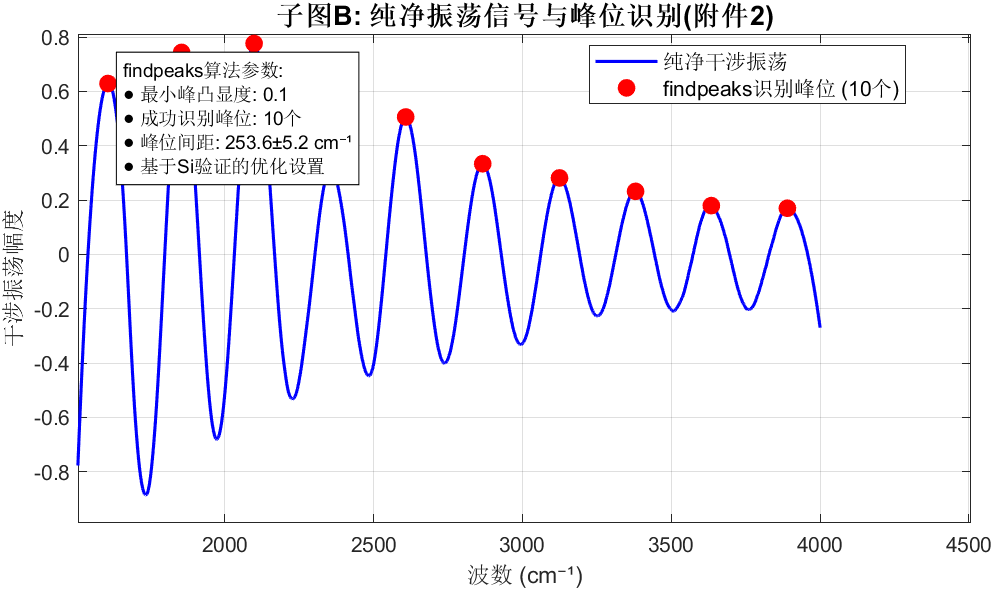 子图B: 纯净振荡信号与峰位识别(附件2)
纯净干涉振荡
findpeaks识别峰位 (10个)
findpeaks算法参数:
● 最小峰凸显度: 0.1
● 成功识别峰位: 10个
● 峰位间距: 253.6±5.2 cm⁻¹
● 基于Si验证的优化设置
干涉振荡幅度
0.8
0.6
0.4
0.2
0
-0.2
-0.4
-0.6
-0.8
2000
2500
3000
3500
4000
4500
波数 (cm⁻¹)